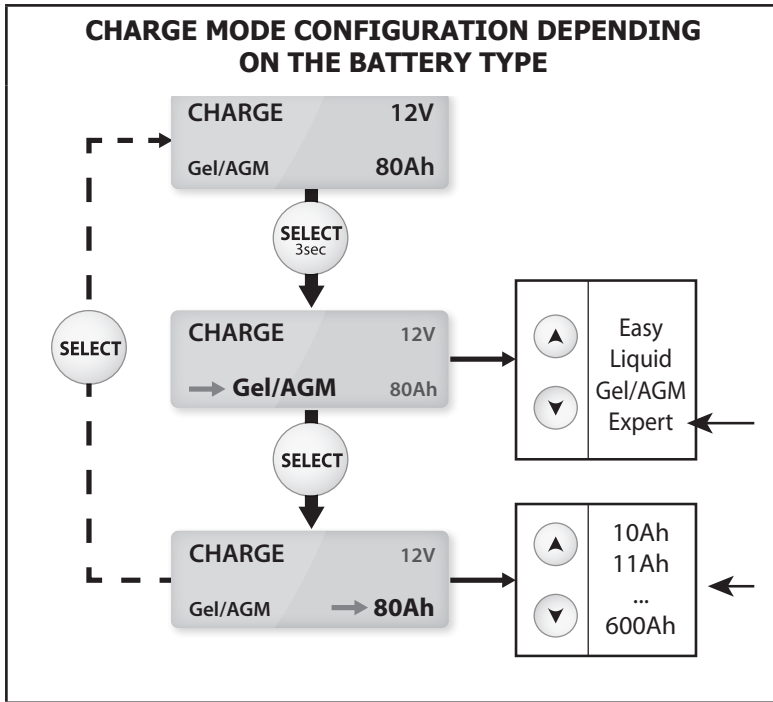 CHARGE MODE CONFIGURATION DEPENDING
ON THE BATTERY TYPE
CHARGE 12V
Gel/AGM 80Ah
SELECT
3sec
CHARGE 12V
Gel/AGM 80Ah
Easy
Liquid
Gel/AGM
Expert
SELECT
SELECT
CHARGE 12V
Gel/AGM 80Ah
10Ah
11Ah
...
600Ah